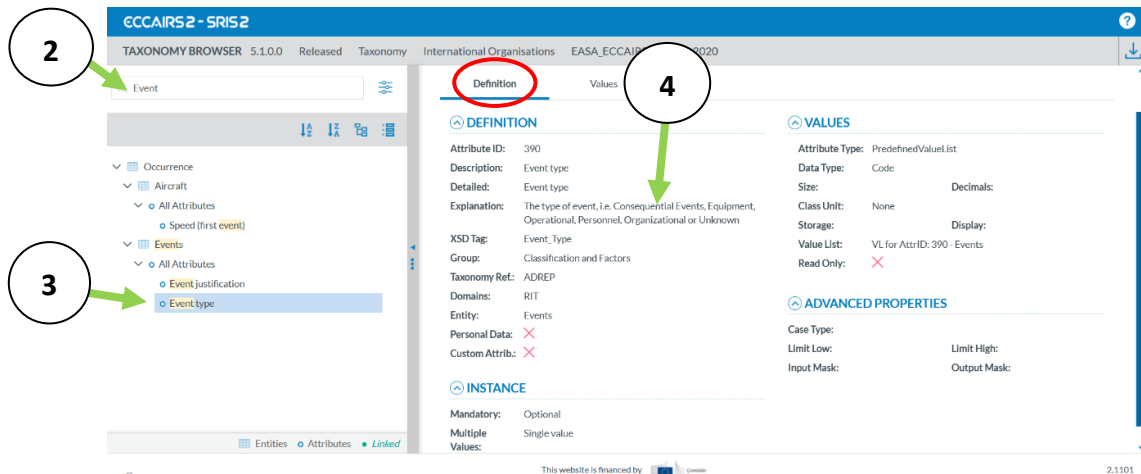 ECCAIRS 2 - SRIS 2
?
TAXONOMY BROWSER 5.1.0.0 Released Taxonomy International Organisations EASA_ECCAIRS 2020
2
Event
Definition
Values
4
DEFINITION
Attribute ID: 390
Description: Event type
Detailed: Event type
Explanation: The type of event, i.e. Consequential Events, Equipment,
Operational, Personnel, Organizational or Unknown
XSD Tag: Event_Type
Group: Classification and Factors
Taxonomy Ref.: ADREP
Domains: RIT
Entity: Events
Personal Data:
Custom Attrib.:
INSTANCE
Mandatory: Optional
Multiple Single value
Values:
VALUES
Attribute Type: PredefinedValueList
Data Type: Code
Size: Decimals:
Class Unit: None
Storage: Display:
Value List: VL for AttrID: 390 - Events
Read Only:
ADVANCED PROPERTIES
Case Type:
Limit Low: Limit High:
Input Mask: Output Mask:
Occurrence
Aircraft
All Attributes
Speed (first event)
Events
All Attributes
Event justification
3
Event type
Entities Attributes Linked
This website is financed by
2.1101